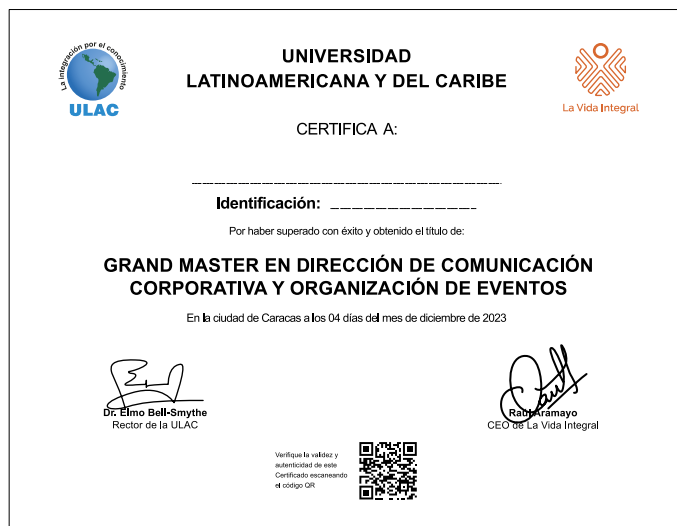 La integración por el conocimiento
ULAC
UNIVERSIDAD
LATINOAMERICANA Y DEL CARIBE
La Vida Integral
CERTIFICA A:
Identificación:
Por haber superado con éxito y obtenido el título de:
GRAND MASTER EN DIRECCIÓN DE COMUNICACIÓN
CORPORATIVA Y ORGANIZACIÓN DE EVENTOS
En la ciudad de Caracas a los 04 días del mes de diciembre de 2023
Dr. Elmo Bell-Smythe
Rector de la ULAC
Raúl Aramayo
CEO de La Vida Integral
Verifique la validez y
autenticidad de este
Certificado escaneando
el código QR